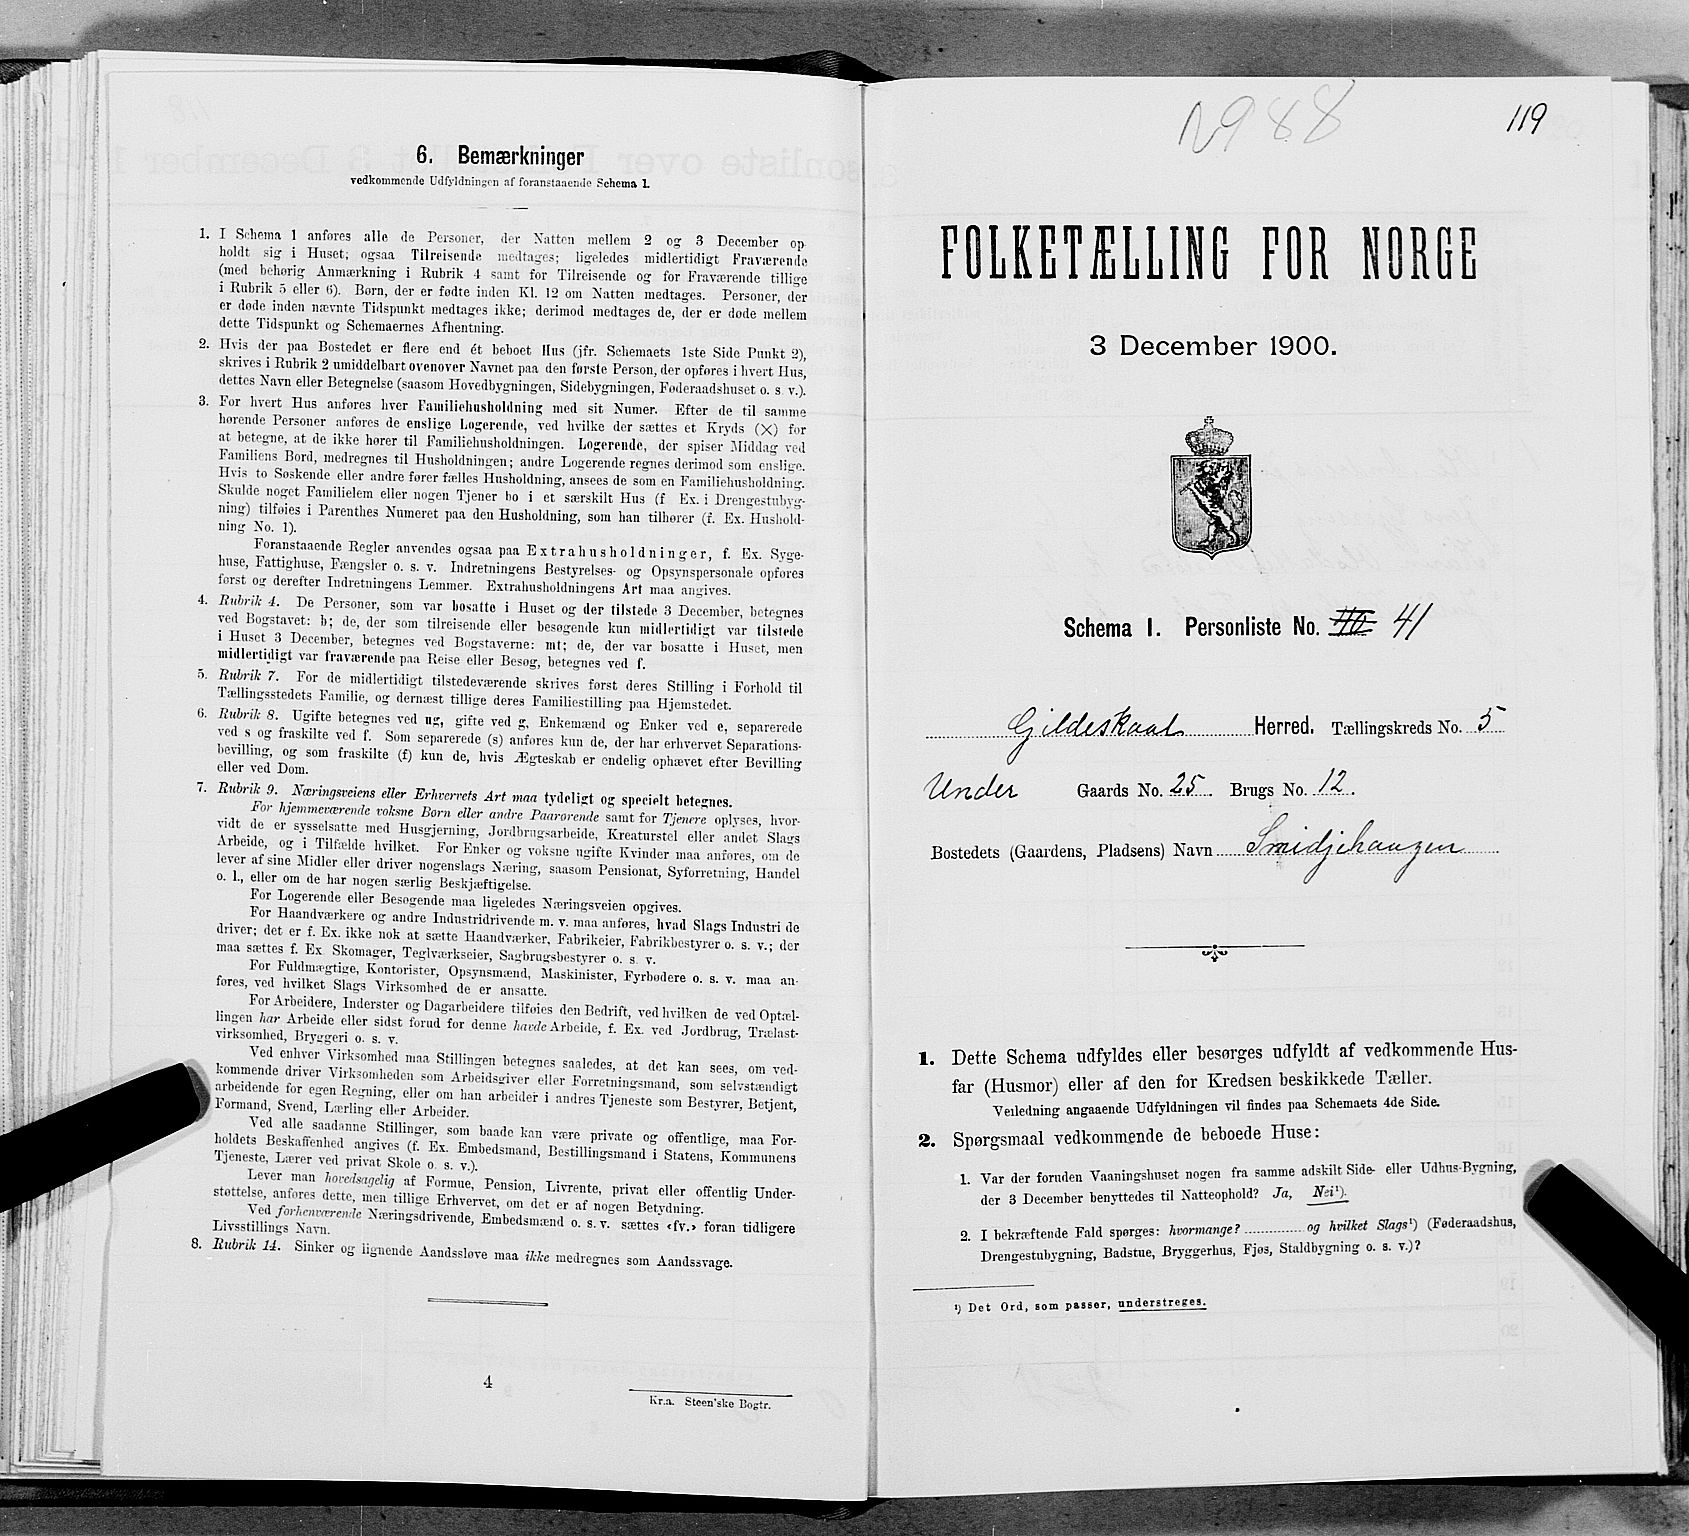 6. Bemærkninger
vedkommende Udfyldningen af foranstaaende Schema 1.
1. I Schema 1 anføres alle de Personer, der Natten mellem 2 og 3 December op-
holdt sig i Huset; ogsaa Tilreisende medtages; ligeledes midlertidigt Fraværende
(med behørig Anmærkning i Rubrik 4 samt for Tilreisende og for Fraværende tillige
i Rubrik 5 eller 6). Børn, der er fødte inden Kl. 12 om Natten medtages. Personer, der
er døde inden nævnte Tidspunkt medtages ikke; derimod medtages de, der er døde mellem
dette Tidspunkt og Schemaernes Afhentning.
2. Hvis der paa Bostedet er flere end ét beboet Hus (jfr. Schemaets 1ste Side Punkt 2),
skrives i Rubrik 2 umiddelbart ovenover Navnet paa den første Person, der opføres i hvert Hus,
dettes Navn eller Betegnelse (saasom Hovedbygningen, Sidebygningen, Føderaadshuset o. s. v.).
3. For hvert Hus anføres hver Familiehusholdning med sit Numer. Efter de til samme
hørende Personer anføres de enslige Logerende, ved hvilke der sættes et Kryds (×) for
at betegne, at de ikke hører til Familiehusholdningen. Logerende, der spiser Middag ved
Familiens Bord, medregnes til Husholdningen; andre Logerende regnes derimod som enslige.
Hvis to Søskende eller andre fører fælles Husholdning, ansees de som en Familiehusholdning.
Skulde noget Familielem eller nogen Tjener bo i et særskilt Hus (f. Ex. i Drengestubyg-
ning) tilføies i Parenthes Numeret paa den Husholdning, som han tilhører (f. Ex. Hushold-
ning No. 1).
Foranstaaende Regler anvendes ogsaa paa Extrahusholdninger, f. Ex. Syge-
huse, Fattighuse, Fængsler o. s. v. Indretningens Bestyrelses- og Opsynspersonale opføres
først og derefter Indretningens Lemmer. Extrahusholdningens Art maa angives.
4. Rubrik 4. De Personer, som var bosatte i Huset og der tilstede 3 December, betegnes
ved Bogstavet: b; de, der som tilreisende eller besøgende kun midlertidigt var tilstede
i Huset 3 December, betegnes ved Bogstaverne: mt; de, der var bosatte i Huset, men
midlertidigt var fraværende paa Reise eller Besøg, betegnes ved f.
5. Rubrik 7. For de midlertidigt tilstedeværende skrives først deres Stilling i Forhold til
Tællingsstedets Familie, og dernæst tillige deres Familiestilling paa Hjemstedet.
6. Rubrik 8. Ugifte betegnes ved ug, gifte ved g, Enkemænd og Enker ved e, separerede
ved s og fraskilte ved f. Som separerede (s) anføres kun de, der har erhvervet Separations-
bevilling, og som fraskilte (f) kun de, hvis Ægteskab er endelig ophævet efter Bevilling
eller ved Dom.
7. Rubrik 9. Næringsveiens eller Erhvervets Art maa tydeligt og specielt betegnes.
For hjemmeværende voksne Børn eller andre Paarørende samt for Tjenere oplyses, hvor-
vidt de er sysselsatte med Husgjerning, Jordbrugsarbeide, Kreaturstel eller andet Slags
Arbeide, og i Tilfælde hvilket. For Enker og voksne ugifte Kvinder maa anføres, om de
lever af sine Midler eller driver nogenslags Næring, saasom Pensionat, Syforretning, Handel
o. l., eller om de har nogen særlig Beskjæftigelse.
For Logerende eller Besøgende maa ligeledes Næringsveien opgives.
For Haandværkere og andre Industridrivende m. v. maa anføres, hvad Slags Industri de
driver; det er f. Ex. ikke nok at sætte Haandværker, Fabrikeier, Fabrikbestyrer o. s. v.; der
maa sættes f. Ex. Skomager, Teglværkseier, Sagbrugsbestyrer o. s. v.
For Fuldmægtige, Kontorister, Opsynsmænd, Maskinister, Fyrbødere o. s. v. maa an-
føres, ved hvilket Slags Virksomhed de er ansatte.
For Arbeidere, Inderster og Dagarbeidere tilføies den Bedrift, ved hvilken de ved Optæl-
lingen har Arbeide eller sidst forud for denne havde Arbeide, f. Ex. ved Jordbrug, Trælast-
virksomhed, Bryggeri o. s. v.
Ved enhver Virksomhed maa Stillingen betegnes saaledes, at det kan sees, om ved-
kommende driver Virksomheden som Arbeidsgiver eller Forretningsmand, som selvstændigt
arbeidende for egen Regning, eller om han arbeider i andres Tjeneste som Bestyrer, Betjent,
Formand, Svend, Lærling eller Arbeider.
Ved alle saadanne Stillinger, som baade kan være private og offentlige, maa For-
holdets Beskaffenhed angives (f. Ex. Embedsmand, Bestillingsmand i Statens, Kommunens
Tjeneste, Lærer ved privat Skole o. s. v.).
Lever man hovedsagelig af Formue, Pension, Livrente, privat eller offentlig Under-
støttelse, anføres dette, men tillige Erhvervet, om det er af nogen Betydning.
Ved forhenværende Næringsdrivende, Embedsmænd o. s. v. sættes «fv.» foran tidligere
Livsstillings Navn.
8. Rubrik 14. Sinker og lignende Aandssløve maa ikke medregnes som Aandssvage.
4
Kr.a. Steen'ske Bogtr.
2988
119
FOLKETÆLLING FOR NORGE
3 December 1900.
Schema 1. Personliste No. 40 41
Gildeskaal Herred. Tællingskreds No. 5
Under Gaards No. 25. Brugs No. 12.
Bostedets (Gaardens, Pladsens) Navn Smidjehaugen
1. Dette Schema udfyldes eller besørges udfyldt af vedkommende Hus-
far (Husmor) eller af den for Kredsen beskikkede Tæller.
Veiledning angaaende Udfyldningen vil findes paa Schemaets 4de Side.
2. Spørgsmaal vedkommende de beboede Huse:
1. Var der foruden Vaaningshuset nogen fra samme adskilt Side- eller Udhus-Bygning,
der 3 December benyttedes til Natteophold? Ja, Nei¹).
2. I bekræftende Fald spørges: hvormange? og hvilket Slags¹) (Føderaadshus,
Drengestubygning, Badstue, Bryggerhus, Fjøs, Staldbygning o. s. v.)?
¹) Det Ord, som passer, understreges.